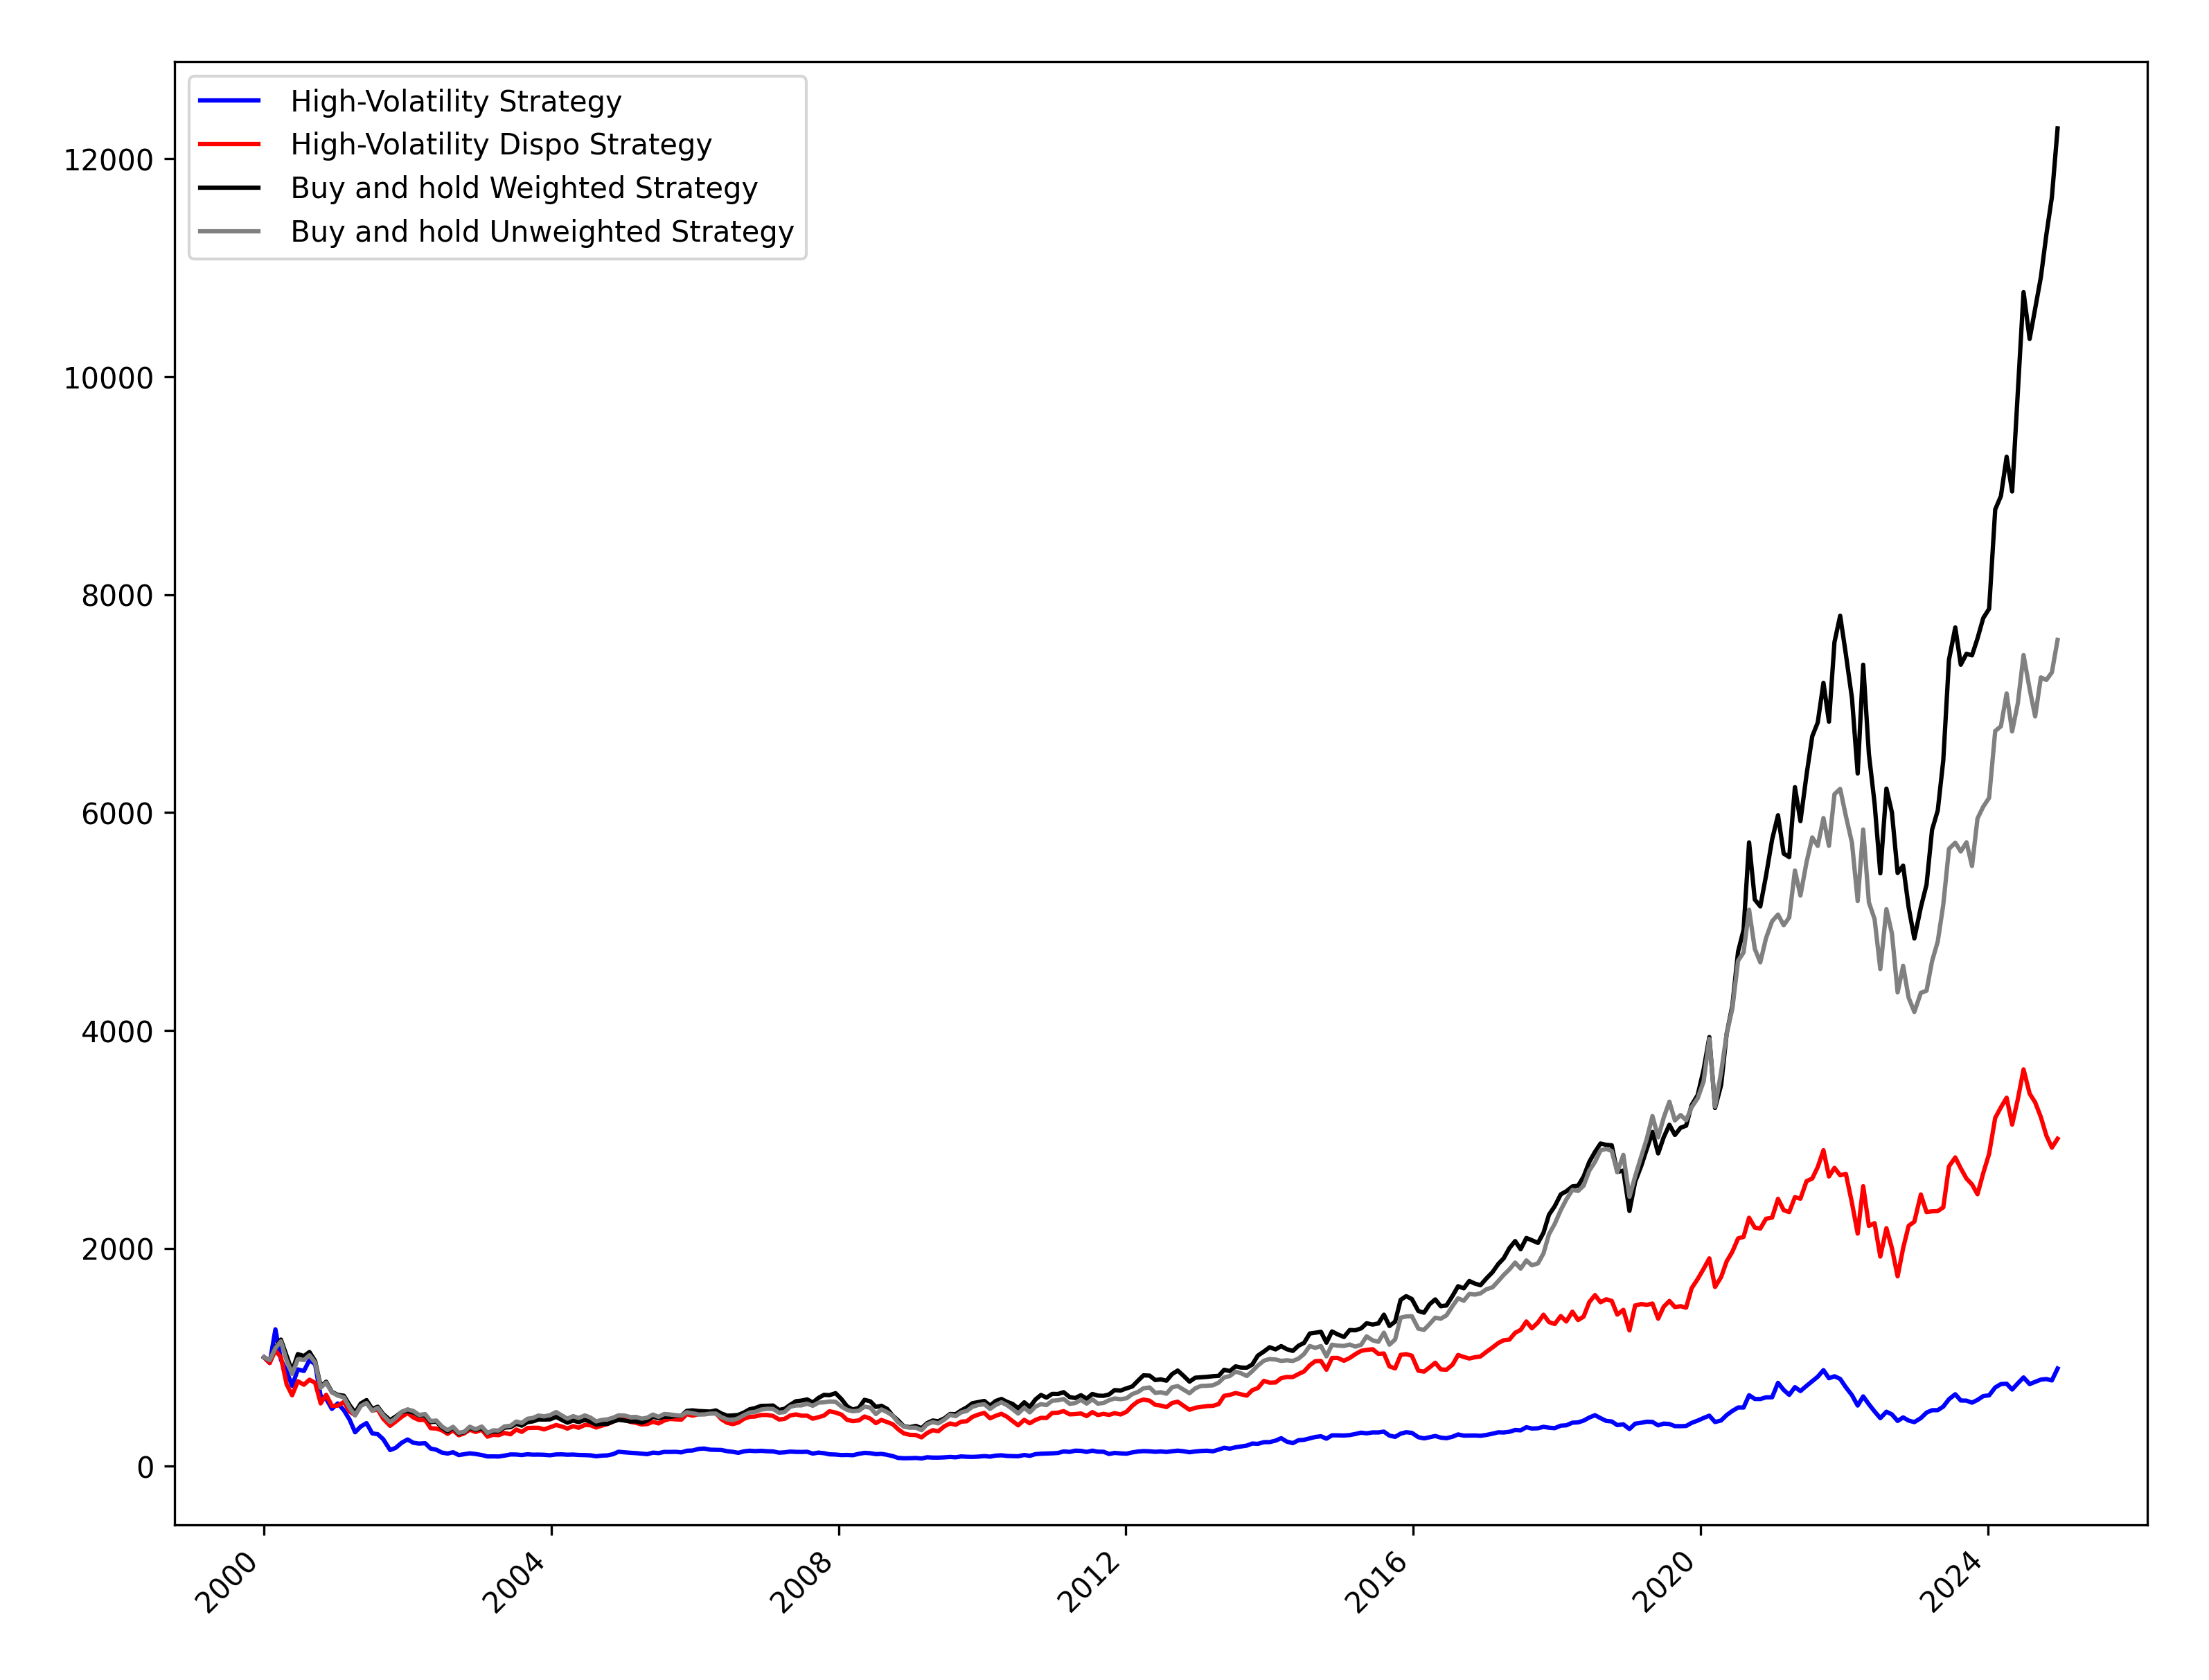 High-Volatility Strategy
High-Volatility Dispo Strategy
Buy and hold Weighted Strategy
Buy and hold Unweighted Strategy
12000
10000
8000
6000
4000
2000
0
2000 2004 2008 2012 2016 2020 2024